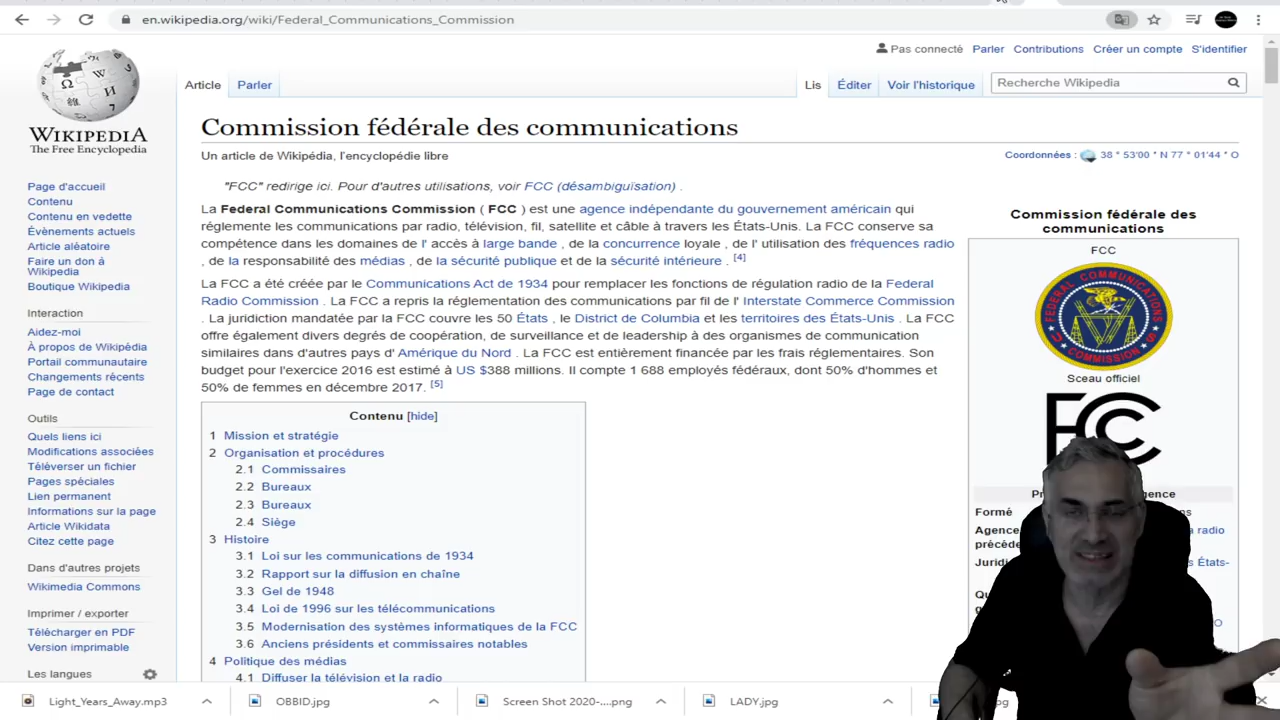 en.wikipedia.org/wiki/Federal_Communications_Commission
Pas connecté Parler Contributions Créer un compte S'identifier
Article Parler Lis Éditer Voir l'historique Recherche Wikipedia
WIKIPEDIA
The Free Encyclopedia
Page d'accueil
Contenu
Contenu en vedette
Évènements actuels
Article aléatoire
Faire un don à
Wikipedia
Boutique Wikipedia
Interaction
Aidez-moi
À propos de Wikipédia
Portail communautaire
Changements récents
Page de contact
Outils
Quels liens ici
Modifications associées
Téléverser un fichier
Pages spéciales
Lien permanent
Informations sur la page
Article Wikidata
Citez cette page
Dans d'autres projets
Wikimedia Commons
Imprimer / exporter
Télécharger en PDF
Version imprimable
Les langues
Commission fédérale des communications
Un article de Wikipédia, l'encyclopédie libre
Coordonnées : 38 ° 53'00 ° N 77 ° 01'44 ° O
"FCC" redirige ici. Pour d'autres utilisations, voir FCC (désambiguïsation) .
La Federal Communications Commission ( FCC ) est une agence indépendante du gouvernement américain qui
réglemente les communications par radio, télévision, fil, satellite et câble à travers les États-Unis. La FCC conserve sa
compétence dans les domaines de l' accès à large bande , de la concurrence loyale , de l' utilisation des fréquences radio
, de la responsabilité des médias , de la sécurité publique et de la sécurité intérieure . [4]
La FCC a été créée par le Communications Act de 1934 pour remplacer les fonctions de régulation radio de la Federal
Radio Commission . La FCC a repris la réglementation des communications par fil de l' Interstate Commerce Commission
. La juridiction mandatée de la FCC couvre les 50 États , le District de Columbia et les territoires des États-Unis . La FCC
offre également divers degrés de coopération, de surveillance et de leadership à des organismes de communication
similaires dans d'autres pays d' Amérique du Nord . La FCC est entièrement financée par les frais réglementaires. Son
budget pour l'exercice 2016 est estimé à US $388 millions. Il compte 1 688 employés fédéraux, dont 50% d'hommes et
50% de femmes en décembre 2017. [5]
Contenu [hide]
1 Mission et stratégie
2 Organisation et procédures
2.1 Commissaires
2.2 Bureaux
2.3 Bureaux
2.4 Siège
3 Histoire
3.1 Loi sur les communications de 1934
3.2 Rapport sur la diffusion en chaîne
3.3 Gel de 1948
3.4 Loi de 1996 sur les télécommunications
3.5 Modernisation des systèmes informatiques de la FCC
3.6 Anciens présidents et commissaires notables
4 Politique des médias
4.1 Diffuser la télévision et la radio
Commission fédérale des
communications
FCC
FEDERAL COMMUNICATIONS COMMISSION
Sceau officiel
FCC
Formé
Agence
la radio
précéde
États-
Light_Years_Away.mp3 OBBID.jpg Screen Shot 2020-....png LADY.jpg